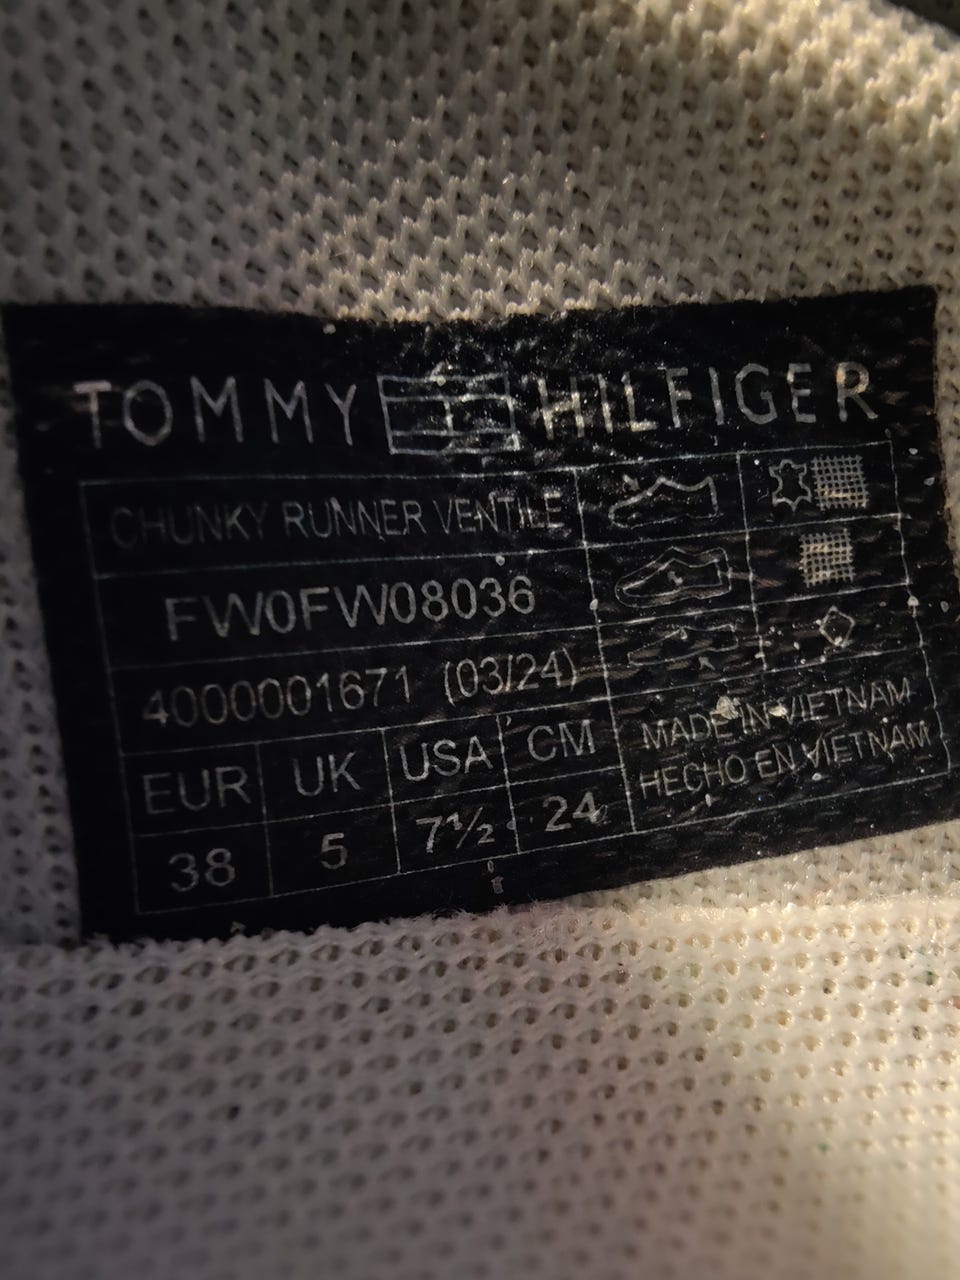 TOMMY HILFIGER
CHUNKY RUNNER VENTILE
FW0FW08036
4000001671 (03/24)
EUR UK USA CM
38 5 7½ 24
MADE IN VIETNAM
HECHO EN VIETNAM